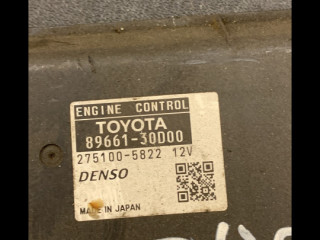 ENGINE CONTROL
TOYOTA
89661-30D00
275100-5822 12V
DENSO
MADE IN JAPAN